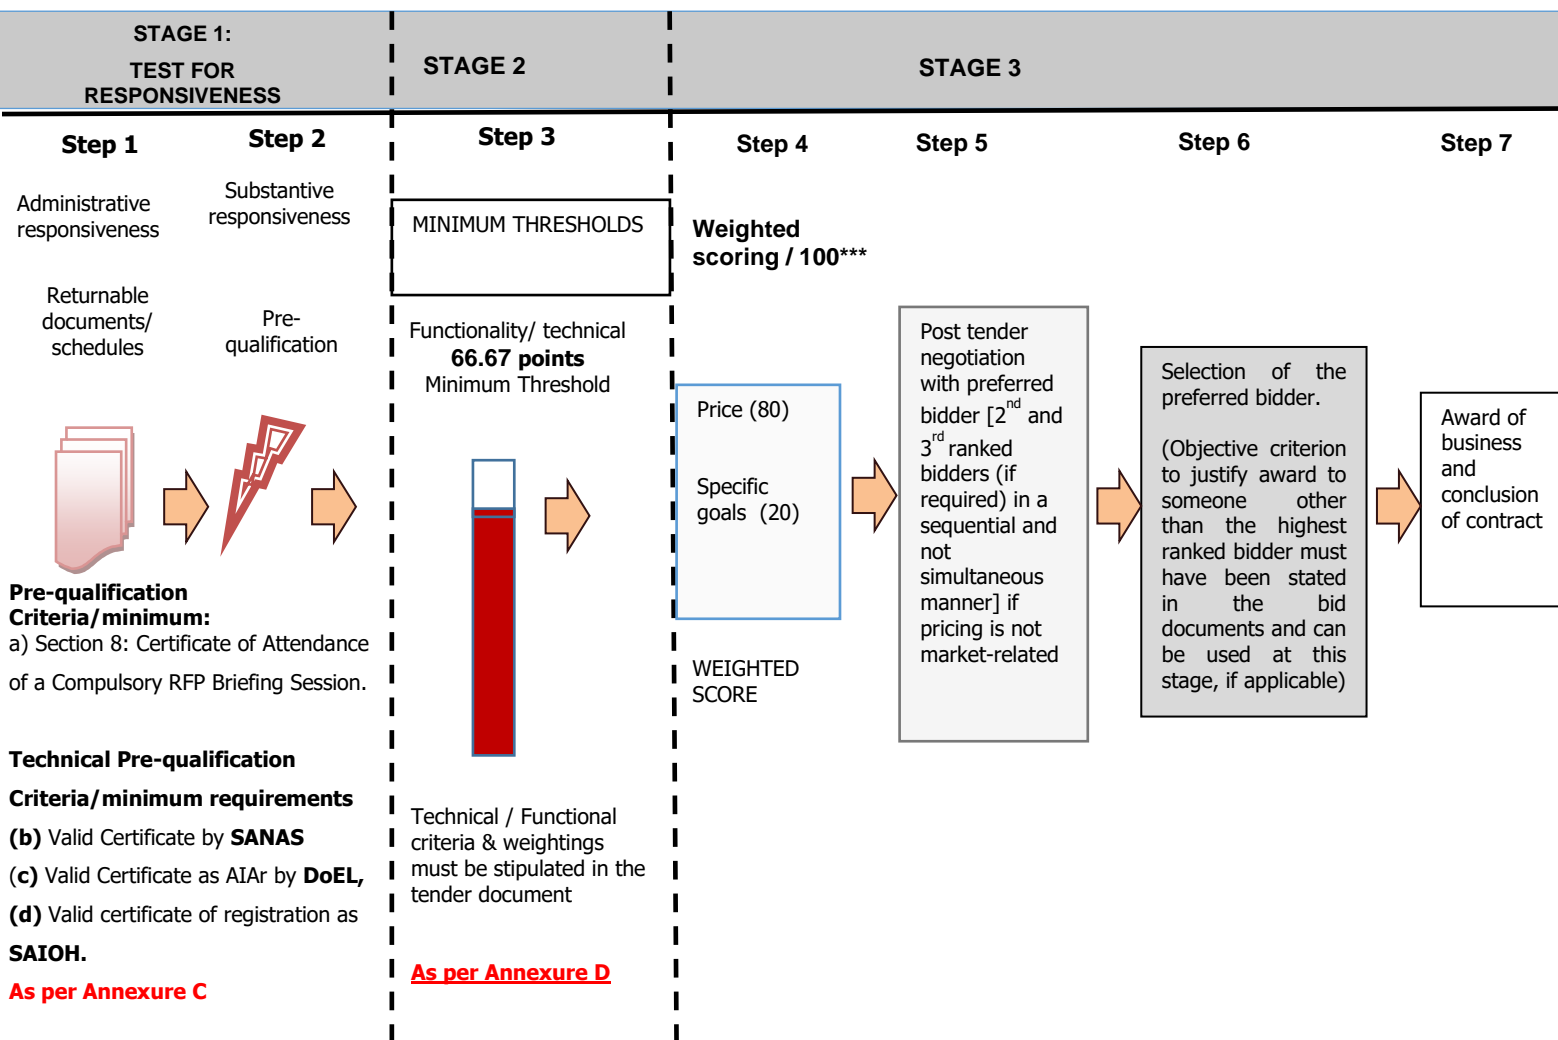 STAGE 1:
TEST FOR
RESPONSIVENESS
STAGE 2
STAGE 3
Step 1
Step 2
Step 3
Step 4
Step 5
Step 6
Step 7
Administrative
responsiveness
Substantive
responsiveness
Returnable
documents/
schedules
Pre-
qualification
Pre-qualification
Criteria/minimum:
a) Section 8: Certificate of Attendance
of a Compulsory RFP Briefing Session.
Technical Pre-qualification
Criteria/minimum requirements
(b) Valid Certificate by SANAS
(c) Valid Certificate as AIAr by DoEL,
(d) Valid certificate of registration as
SAIOH.
As per Annexure C
MINIMUM THRESHOLDS
Functionality/ technical
66.67 points
Minimum Threshold
Technical / Functional
criteria & weightings
must be stipulated in the
tender document
As per Annexure D
Weighted
scoring / 100***
Price (80)
Specific
goals (20)
WEIGHTED
SCORE
Post tender
negotiation
with preferred
bidder [2nd and
3rd ranked
bidders (if
required) in a
sequential and
not
simultaneous
manner] if
pricing is not
market-related
Selection of the
preferred bidder.
(Objective criterion
to justify award to
someone other
than the highest
ranked bidder must
have been stated
in the bid
documents and can
be used at this
stage, if applicable)
Award of
business
and
conclusion
of contract